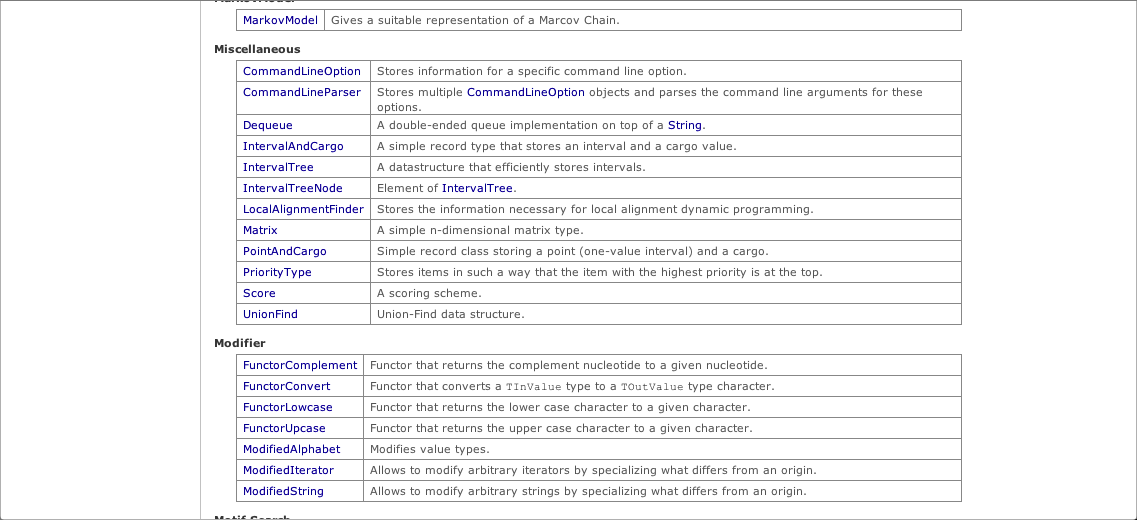 MarkovModel
MarkovModel Gives a suitable representation of a Marcov Chain.
Miscellaneous
CommandLineOption Stores information for a specific command line option.
CommandLineParser Stores multiple CommandLineOption objects and parses the command line arguments for these
options.
Dequeue A double-ended queue implementation on top of a String.
IntervalAndCargo A simple record type that stores an interval and a cargo value.
IntervalTree A datastructure that efficiently stores intervals.
IntervalTreeNode Element of IntervalTree.
LocalAlignmentFinder Stores the information necessary for local alignment dynamic programming.
Matrix A simple n-dimensional matrix type.
PointAndCargo Simple record class storing a point (one-value interval) and a cargo.
PriorityType Stores items in such a way that the item with the highest priority is at the top.
Score A scoring scheme.
UnionFind Union-Find data structure.
Modifier
FunctorComplement Functor that returns the complement nucleotide to a given nucleotide.
FunctorConvert Functor that converts a TInValue type to a TOutValue type character.
FunctorLowcase Functor that returns the lower case character to a given character.
FunctorUpcase Functor that returns the upper case character to a given character.
ModifiedAlphabet Modifies value types.
ModifiedIterator Allows to modify arbitrary iterators by specializing what differs from an origin.
ModifiedString Allows to modify arbitrary strings by specializing what differs from an origin.
Motif Search